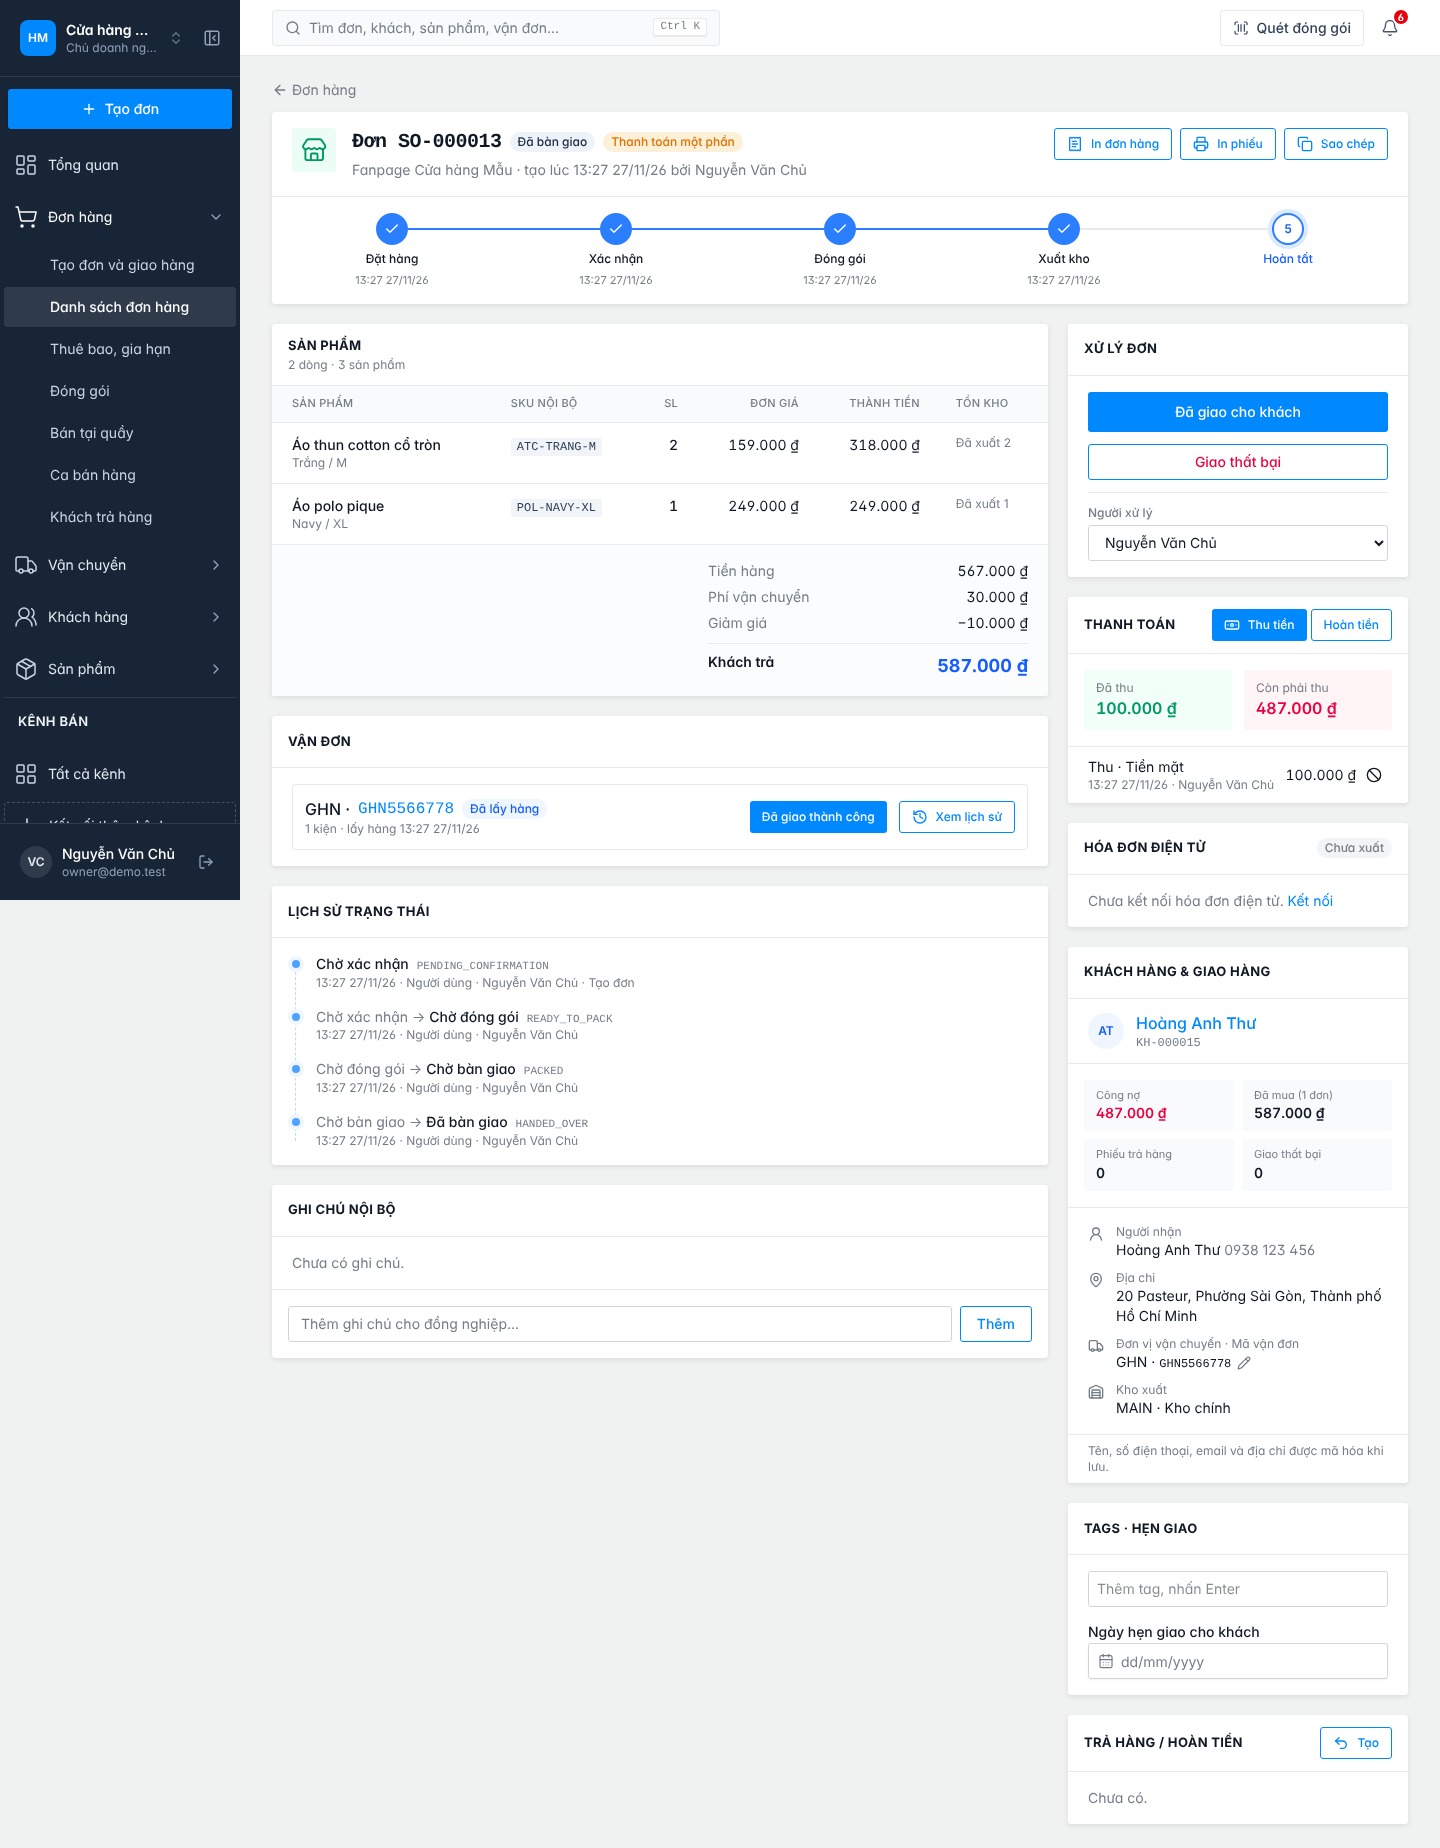 HM
Cửa hàng ...
Chủ doanh ng...
Tìm đơn, khách, sản phẩm, vận đơn...
Ctrl K
Quét đóng gói
6
Tạo đơn
Tổng quan
Đơn hàng
Tạo đơn và giao hàng
Danh sách đơn hàng
Thuê bao, gia hạn
Đóng gói
Bán tại quầy
Ca bán hàng
Khách trả hàng
Vận chuyển
Khách hàng
Sản phẩm
KÊNH BÁN
Tất cả kênh
VC
Nguyễn Văn Chủ
owner@demo.test
Đơn hàng
Đơn SO-000013
Đã bàn giao
Thanh toán một phần
Fanpage Cửa hàng Mẫu · tạo lúc 13:27 27/11/26 bởi Nguyễn Văn Chủ
In đơn hàng
In phiếu
Sao chép
5
Đặt hàng
Xác nhận
Đóng gói
Xuất kho
Hoàn tất
13:27 27/11/26
13:27 27/11/26
13:27 27/11/26
13:27 27/11/26
SẢN PHẨM
2 dòng · 3 sản phẩm
SẢN PHẨM SKU NỘI BỘ SL ĐƠN GIÁ THÀNH TIỀN TỒN KHO
Áo thun cotton cổ tròn ATC-TRANG-M 2 159.000 ₫ 318.000 ₫ Đã xuất 2
Trắng / M
Áo polo pique POL-NAVY-XL 1 249.000 ₫ 249.000 ₫ Đã xuất 1
Navy / XL
Tiền hàng 567.000 ₫
Phí vận chuyển 30.000 ₫
Giảm giá −10.000 ₫
Khách trả 587.000 ₫
VẬN ĐƠN
GHN · GHN5566778 Đã lấy hàng
1 kiện · lấy hàng 13:27 27/11/26
Đã giao thành công
Xem lịch sử
LỊCH SỬ TRẠNG THÁI
Chờ xác nhận PENDING_CONFIRMATION
13:27 27/11/26 · Người dùng · Nguyễn Văn Chủ · Tạo đơn
Chờ xác nhận → Chờ đóng gói READY_TO_PACK
13:27 27/11/26 · Người dùng · Nguyễn Văn Chủ
Chờ đóng gói → Chờ bàn giao PACKED
13:27 27/11/26 · Người dùng · Nguyễn Văn Chủ
Chờ bàn giao → Đã bàn giao HANDED_OVER
13:27 27/11/26 · Người dùng · Nguyễn Văn Chủ
GHI CHÚ NỘI BỘ
Chưa có ghi chú.
Thêm ghi chú cho đồng nghiệp...
Thêm
XỬ LÝ ĐƠN
Đã giao cho khách
Giao thất bại
Người xử lý
Nguyễn Văn Chủ
THANH TOÁN
Thu tiền
Hoàn tiền
Đã thu
100.000 ₫
Còn phải thu
487.000 ₫
Thu · Tiền mặt
13:27 27/11/26 · Nguyễn Văn Chủ
100.000 ₫
HÓA ĐƠN ĐIỆN TỬ
Chưa xuất
Chưa kết nối hóa đơn điện tử. Kết nối
KHÁCH HÀNG & GIAO HÀNG
AT
Hoàng Anh Thư
KH-000015
Công nợ
487.000 ₫
Đã mua (1 đơn)
587.000 ₫
Phiếu trả hàng
0
Giao thất bại
0
Người nhận
Hoàng Anh Thư 0938 123 456
Địa chỉ
20 Pasteur, Phường Sài Gòn, Thành phố
Hồ Chí Minh
Đơn vị vận chuyển · Mã vận đơn
GHN · GHN5566778
Kho xuất
MAIN · Kho chính
Tên, số điện thoại, email và địa chỉ được mã hóa khi
lưu.
TAGS · HẸN GIAO
Thêm tag, nhấn Enter
Ngày hẹn giao cho khách
dd/mm/yyyy
TRẢ HÀNG / HOÀN TIỀN
Tạo
Chưa có.